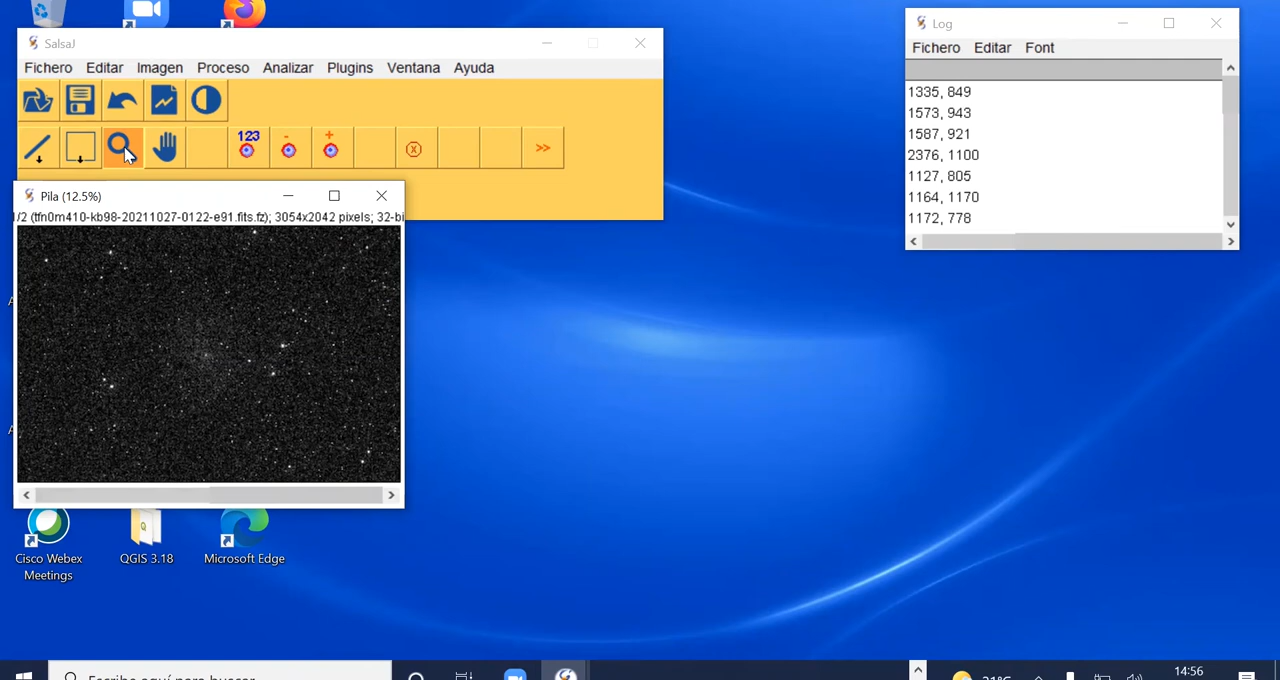 SalsaJ
Fichero Editar Imagen Proceso Analizar Plugins Ventana Ayuda
123
- +
>>
Pila (12.5%)
1/2 (tfn0m410-kb98-20211027-0122-e91.fits.fz); 3054x2042 pixels; 32-bi
Log
Fichero Editar Font
1335, 849
1573, 943
1587, 921
2376, 1100
1127, 805
1164, 1170
1172, 778
Cisco Webex
Meetings
QGIS 3.18
Microsoft Edge
Escribe aquí para buscar
21°C
14:56